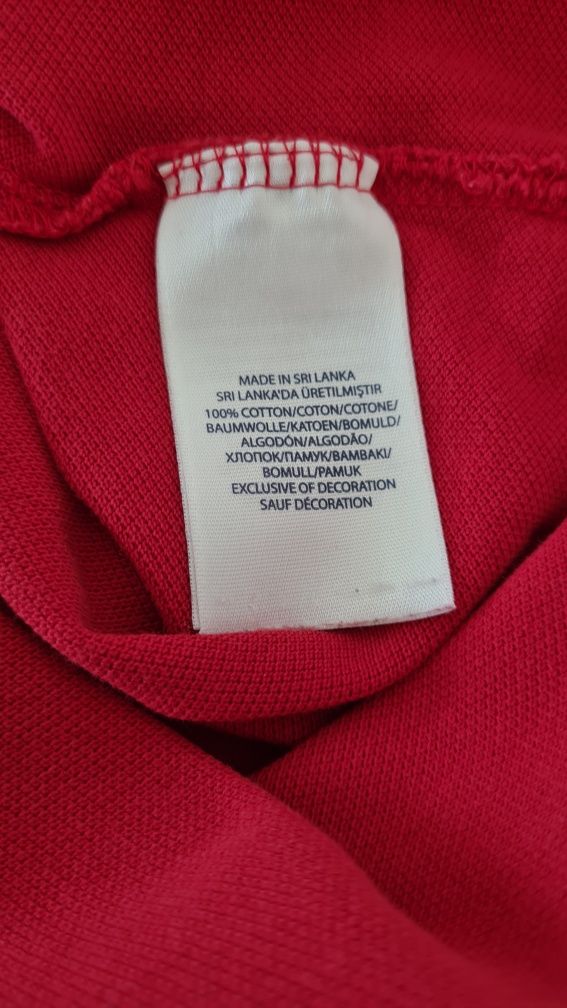 MADE IN SRI LANKA
SRI LANKA'DA ÜRETILMIŞTIR
100% COTTON/COTON/COTONE/
BAUMWOLLE/KATOEN/BOMULD/
ALGODÓN/ALGODÃO/
ХЛОПОК/ПАМУК/BAMBAKI/
BOMULL/PAMUK
EXCLUSIVE OF DECORATION
SAUF DÉCORATION